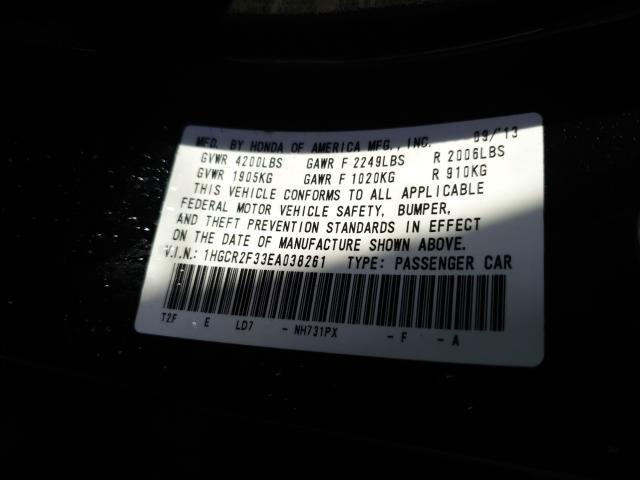 MFD. BY HONDA OF AMERICA MFG., INC. 09/'13
GVWR 4200LBS GAWR F 2249LBS R 2006LBS
GVWR 1905KG GAWR F 1020KG R 910KG
THIS VEHICLE CONFORMS TO ALL APPLICABLE
FEDERAL MOTOR VEHICLE SAFETY, BUMPER,
AND THEFT PREVENTION STANDARDS IN EFFECT
ON THE DATE OF MANUFACTURE SHOWN ABOVE.
V.I.N.: 1HGCR2F33EA038261 TYPE: PASSENGER CAR
T2F E LD7 - NH731PX - F - A